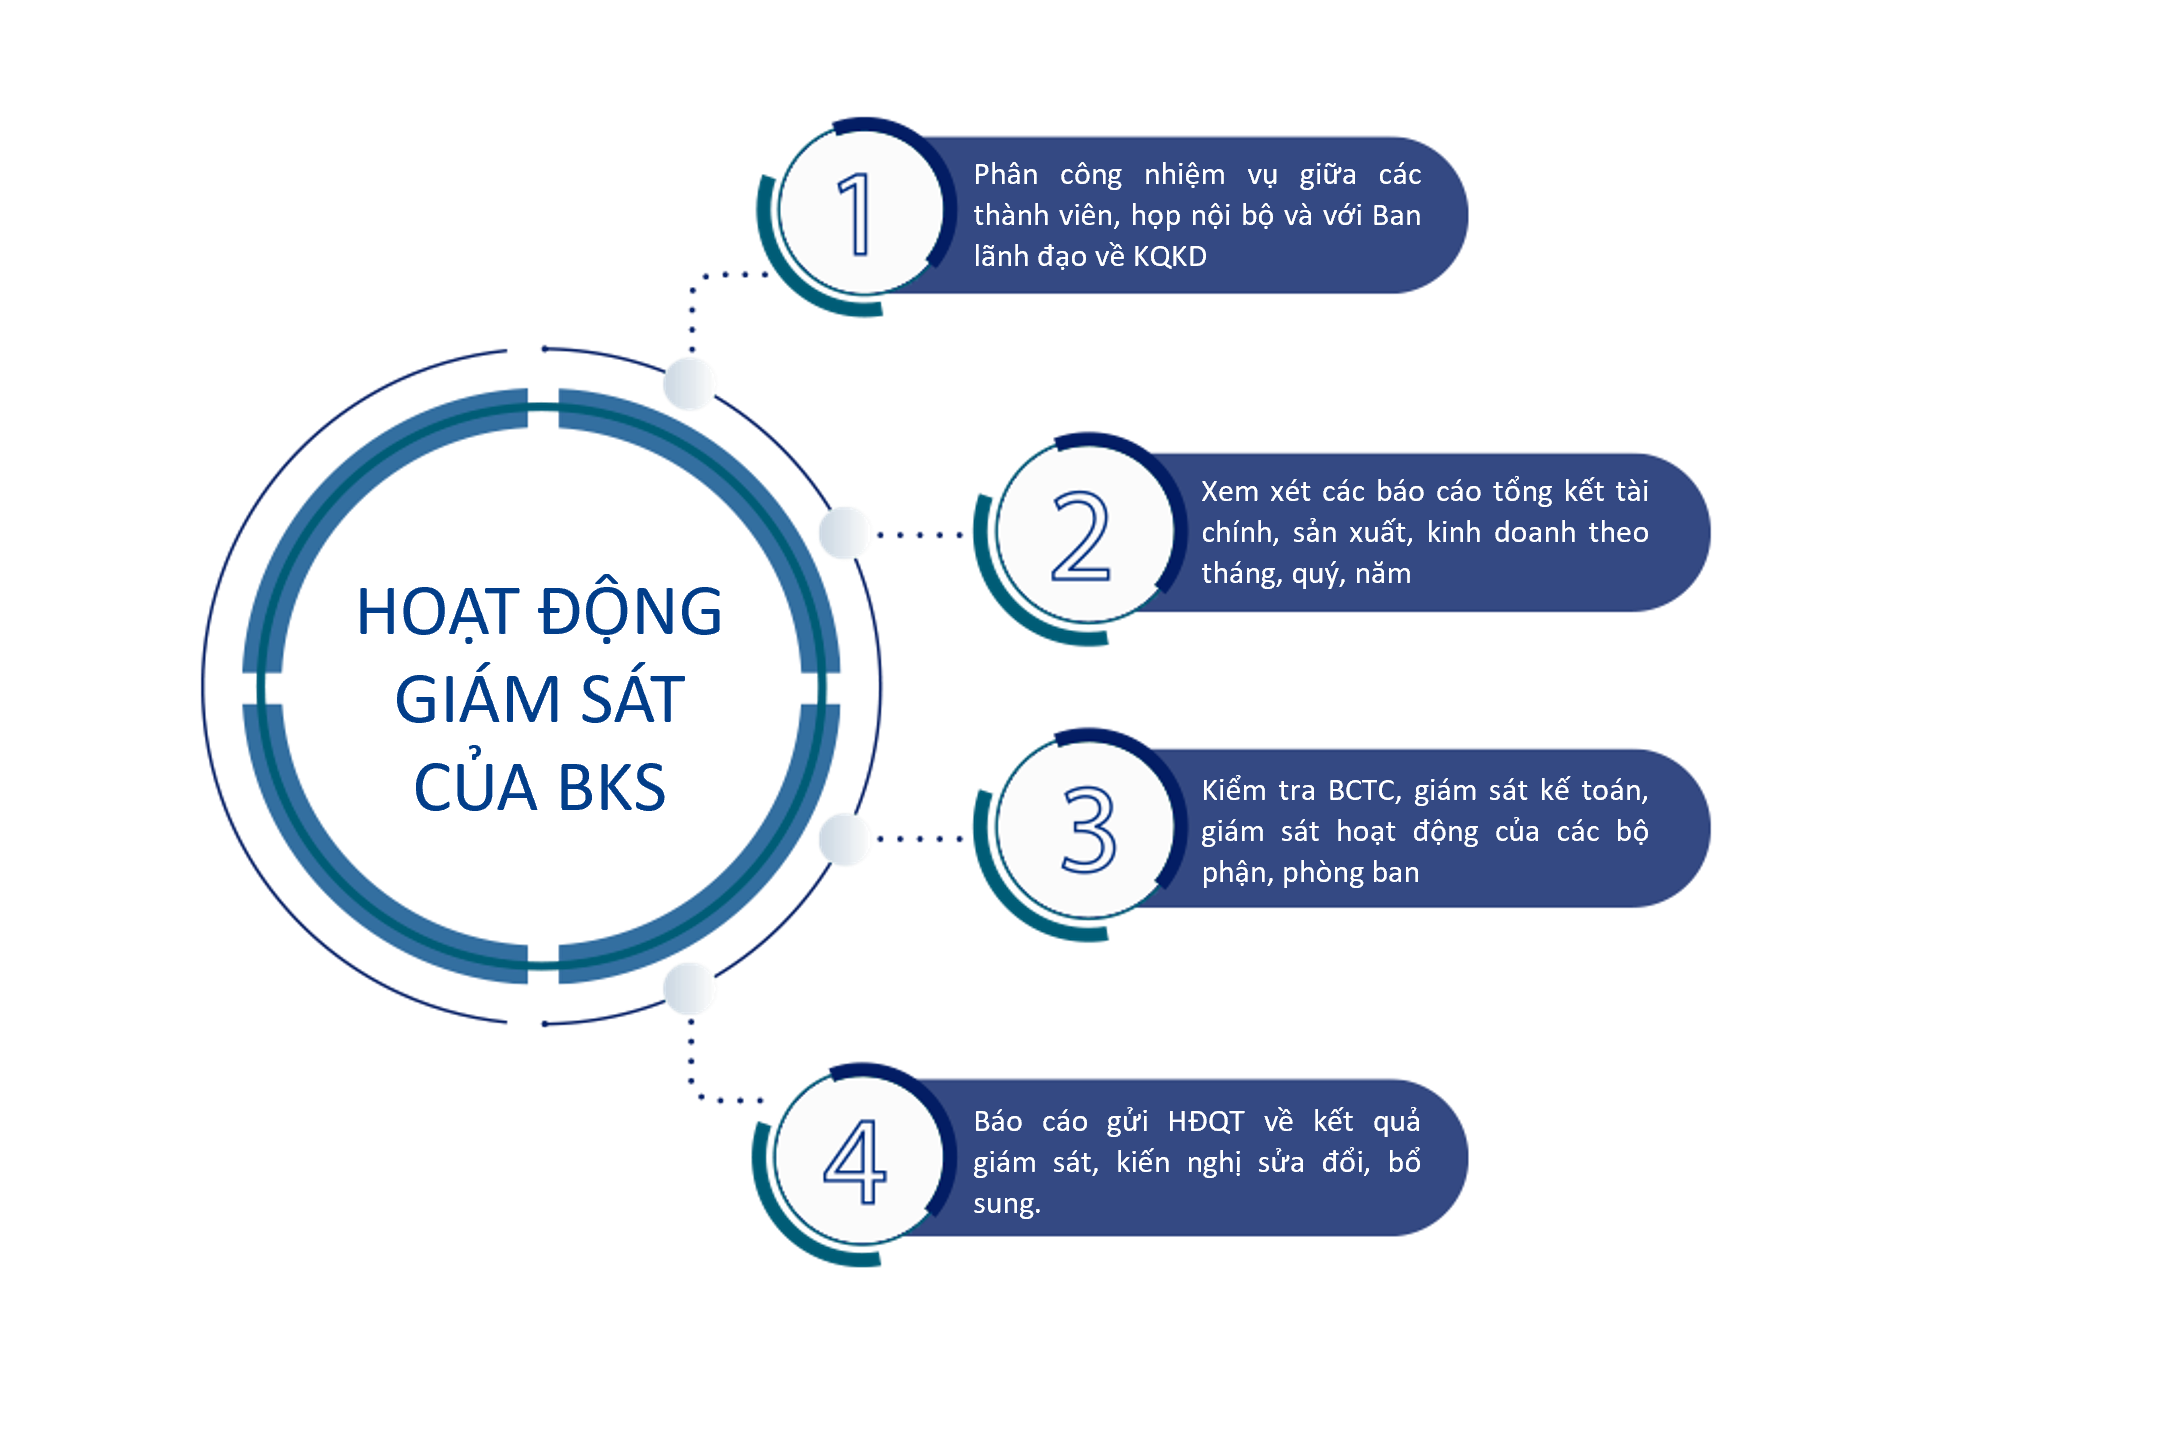 HOẠT ĐỘNG
GIÁM SÁT
CỦA BKS
1
Phân công nhiệm vụ giữa các
thành viên, họp nội bộ và với Ban
lãnh đạo về KQKD
2
Xem xét các báo cáo tổng kết tài
chính, sản xuất, kinh doanh theo
tháng, quý, năm
3
Kiểm tra BCTC, giám sát kế toán,
giám sát hoạt động của các bộ
phận, phòng ban
4
Báo cáo gửi HĐQT về kết quả
giám sát, kiến nghị sửa đổi, bổ
sung.